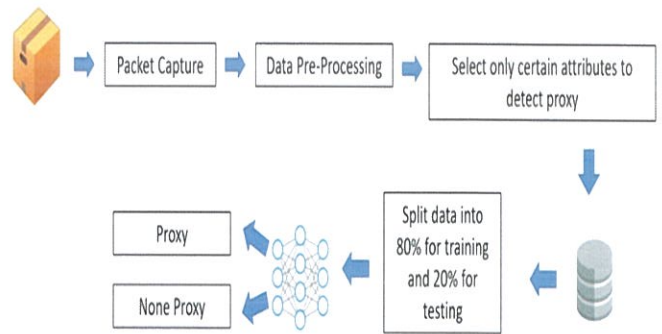 Packet Capture
Data Pre-Processing
Select only certain attributes to
detect proxy
Split data into
80% for training
and 20% for
testing
Proxy
None Proxy